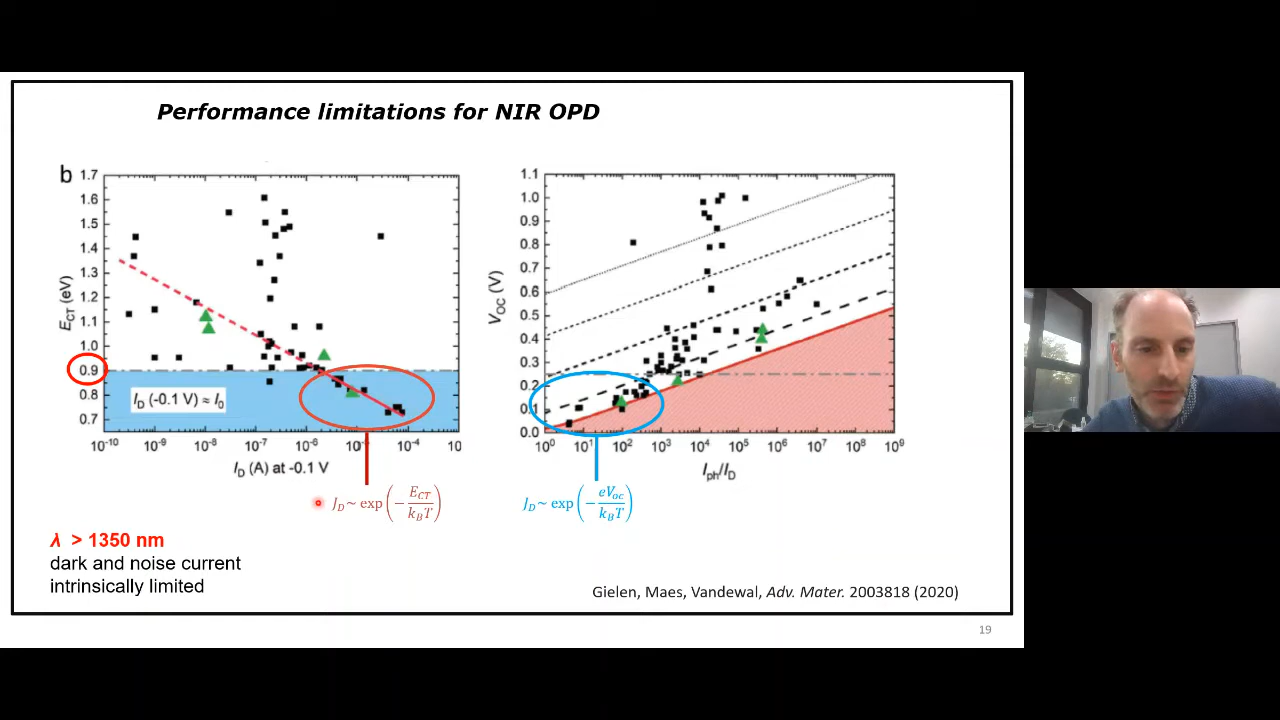 Performance limitations for NIR OPD
b
1.7
1.6
1.5
1.4
1.3
1.2
1.1
1.0
0.9
0.8
0.7
E_CT (eV)
I_D (-0.1 V) ≈ I_0
10^-10 10^-9 10^-8 10^-7 10^-6 10^-4 10
I_D (A) at -0.1 V
J_D ~ exp(-E_CT/k_BT)
1.1
1.0
0.9
0.8
0.7
0.6
0.5
0.4
0.3
0.2
0.1
0.0
V_OC (V)
10^0 10^1 10^2 10^3 10^4 10^5 10^6 10^7 10^8 10^9
I_ph/I_D
J_D ~ exp(-eV_oc/k_BT)
λ > 1350 nm
dark and noise current
intrinsically limited
Gielen, Maes, Vandewal, Adv. Mater. 2003818 (2020)
19